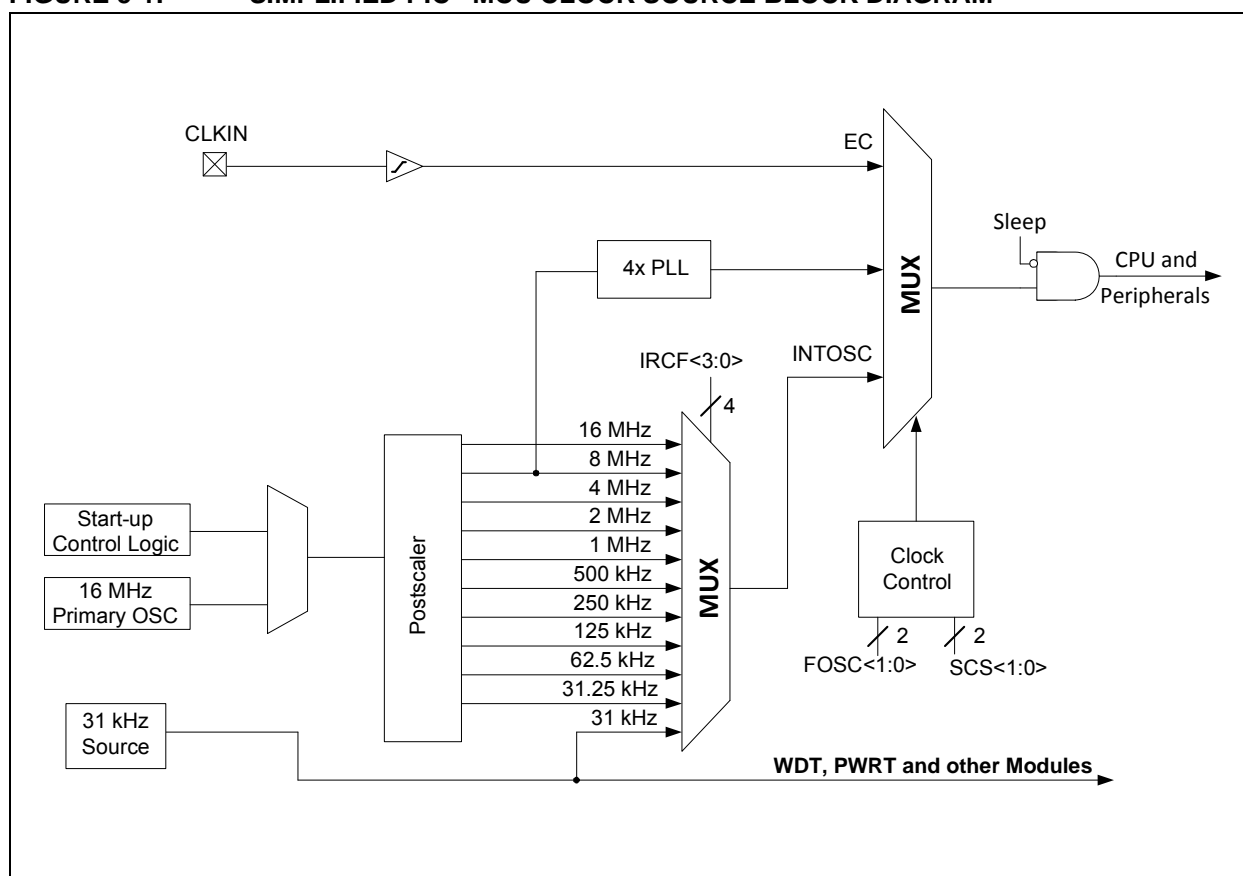 CLKIN
EC
Sleep
4x PLL
MUX
CPU and
Peripherals
IRCF<3:0>
INTOSC
4
16 MHz
8 MHz
4 MHz
2 MHz
1 MHz
500 kHz
250 kHz
125 kHz
62.5 kHz
31.25 kHz
31 kHz
Start-up
Control Logic
16 MHz
Primary OSC
Postscaler
MUX
Clock
Control
2
2
FOSC<1:0>
SCS<1:0>
31 kHz
Source
WDT, PWRT and other Modules